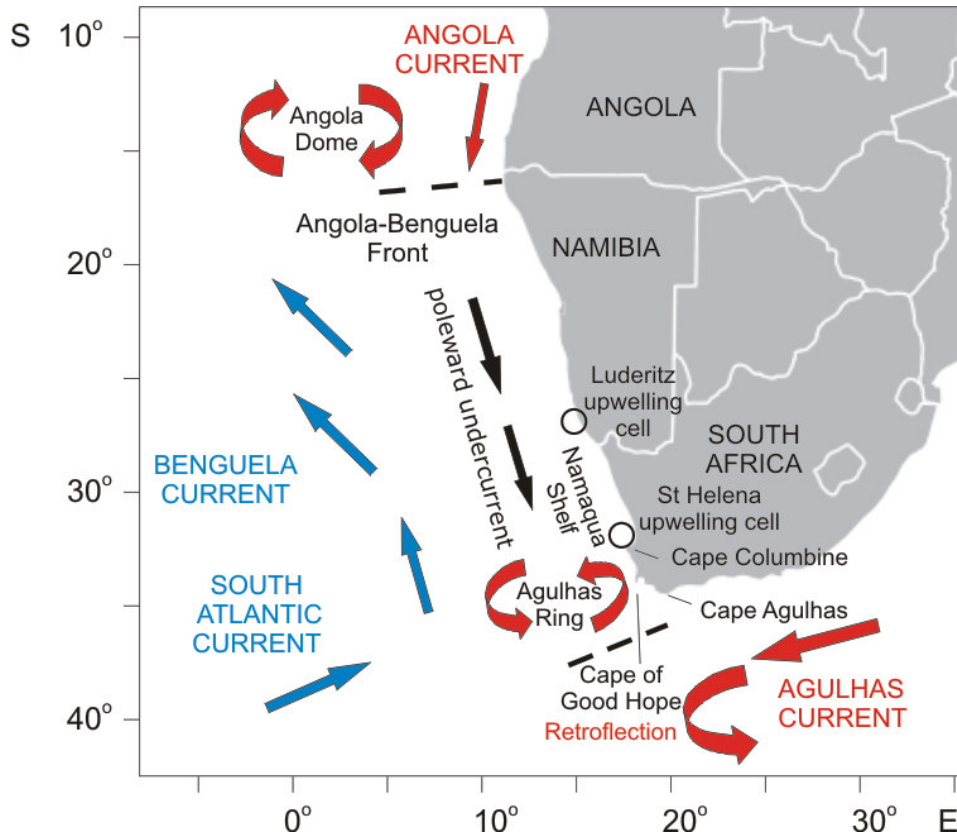 S
10°
20°
30°
40°
0°
10°
20°
30°
E
ANGOLA
CURRENT
Angola
Dome
ANGOLA
Angola-Benguela
Front
NAMIBIA
poleward undercurrent
Luderitz
upwelling
cell
SOUTH
AFRICA
Namaqua
Shelf
BENGUELA
CURRENT
St Helena
upwelling cell
Cape Columbine
SOUTH
ATLANTIC
CURRENT
Agulhas
Ring
Cape Agulhas
Cape of
Good Hope
Retroflection
AGULHAS
CURRENT